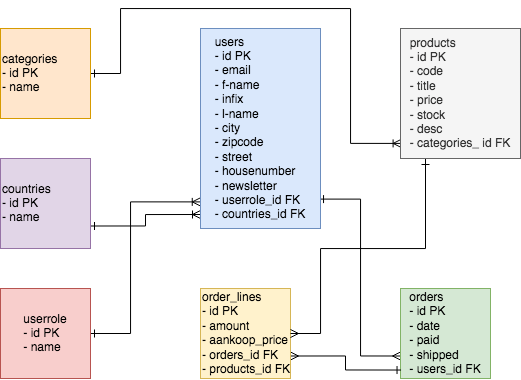 categories
- id PK
- name
countries
- id PK
- name
userrole
- id PK
- name
users
- id PK
- email
- f-name
- infix
- l-name
- city
- zipcode
- street
- housenumber
- newsletter
- userrole_id FK
- countries_id FK
order_lines
- id PK
- amount
- aankoop_price
- orders_id FK
- products_id FK
products
- id PK
- code
- title
- price
- stock
- desc
- categories_ id FK
orders
- id PK
- date
- paid
- shipped
- users_id FK